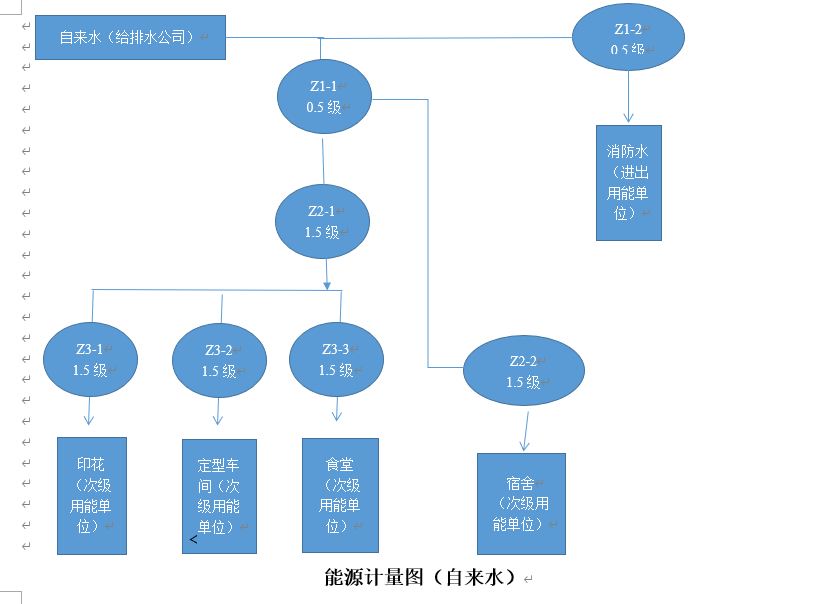 自来水（给排水公司）
Z1-2
0.5 级
Z1-1
0.5 级
消防水
（进出
用能单
位）
Z2-1
1.5 级
Z3-1
1.5 级
Z3-2
1.5 级
Z3-3
1.5 级
Z2-2
1.5 级
印花
（次级
用能单
位）
定型车
间（次
级用能
单位）
<
食堂
（次级
用能单
位）
宿舍
（次级用
能单位）
能源计量图（自来水）